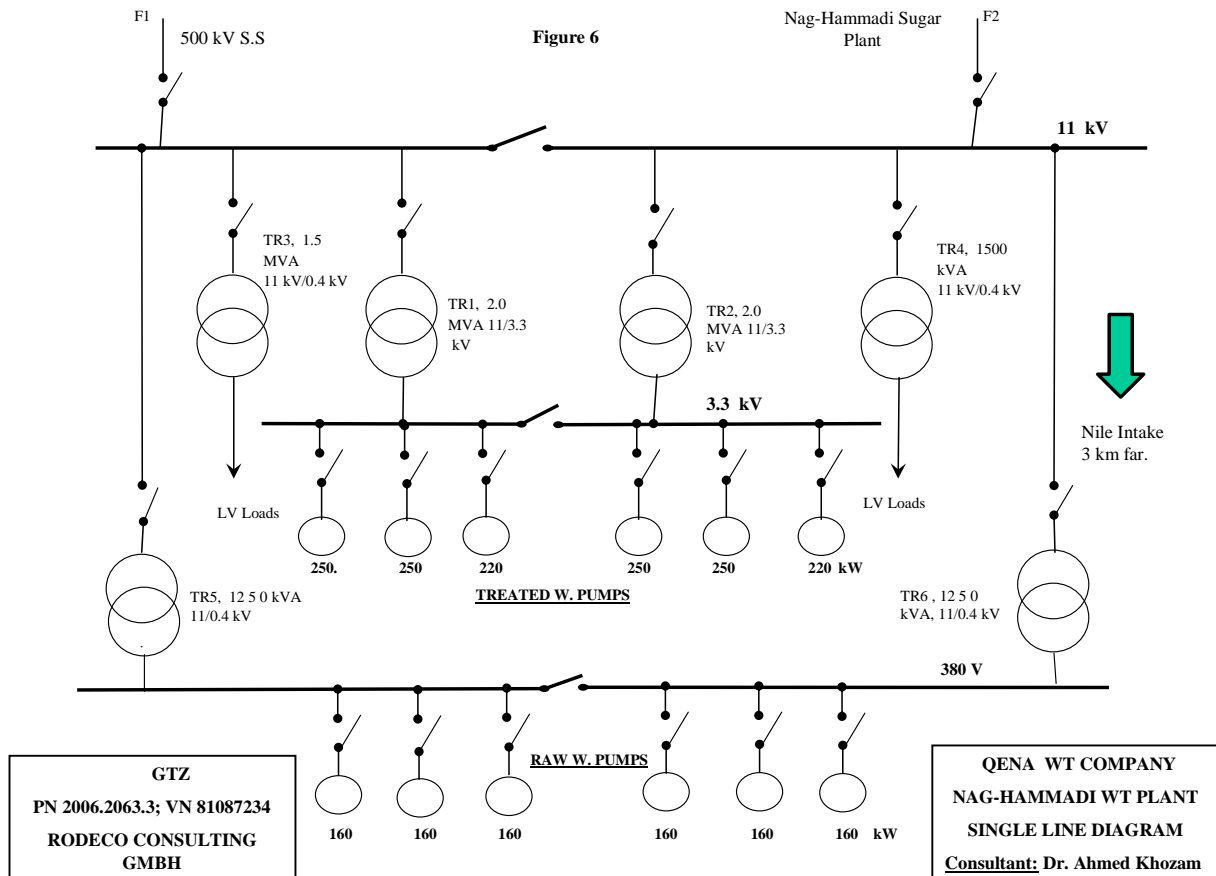 F1
500 kV S.S
Figure 6
Nag-Hammadi Sugar
Plant
F2
11 kV
TR3, 1.5
MVA
11 kV/0.4 kV
TR1, 2.0
MVA 11/3.3
kV
TR2, 2.0
MVA 11/3.3
kV
TR4, 1500
kVA
11 kV/0.4 kV
3.3 kV
Nile Intake
3 km far.
LV Loads
LV Loads
250.
250
220
250
250
220 kW
TREATED W. PUMPS
TR5, 12 5 0 kVA
11/0.4 kV
TR6 , 12 5 0
kVA, 11/0.4 kV
380 V
RAW W. PUMPS
160
160
160
160
160
160 kW
GTZ
PN 2006.2063.3; VN 81087234
RODECO CONSULTING
GMBH
QENA WT COMPANY
NAG-HAMMADI WT PLANT
SINGLE LINE DIAGRAM
Consultant: Dr. Ahmed Khozam